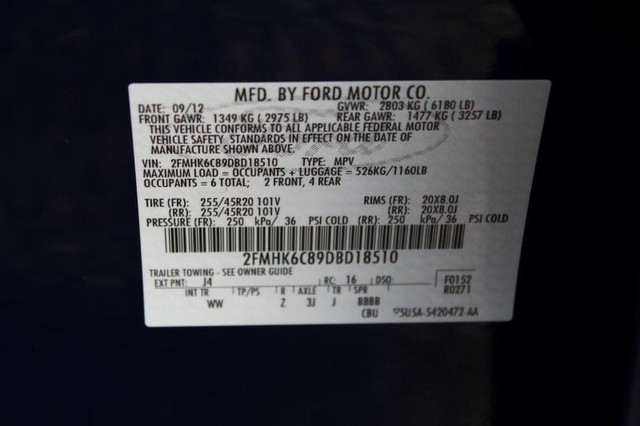 MFD. BY FORD MOTOR CO.
DATE: 09/12 GVWR: 2803 KG ( 6180 LB)
FRONT GAWR: 1349 KG ( 2975 LB) REAR GAWR: 1477 KG ( 3257 LB)
THIS VEHICLE CONFORMS TO ALL APPLICABLE FEDERAL MOTOR
VEHICLE SAFETY STANDARDS IN EFFECT ON THE DATE OF
MANUFACTURE SHOWN ABOVE.
VIN: 2FMHK6C89DBD18510 TYPE: MPV
MAXIMUM LOAD = OCCUPANTS + LUGGAGE = 526KG/1160LB
OCCUPANTS = 6 TOTAL; 2 FRONT, 4 REAR
TIRE (FR): 255/45R20 101V RIMS (FR): 20X8.0J
(RR): 255/45R20 101V (RR): 20X8.0J
PRESSURE (FR): 250 kPa/ 36 PSI COLD (RR): 250 kPa/ 36 PSI COLD
2FMHK6C89DBD18510
TRAILER TOWING - SEE OWNER GUIDE
EXT PNT: J4 RC: 16 DSO: F0152
INT TR TP/PS R AXLE TR SPR R0271
WW Z 3J J BBBB
CBU 5USA-5420472-AA